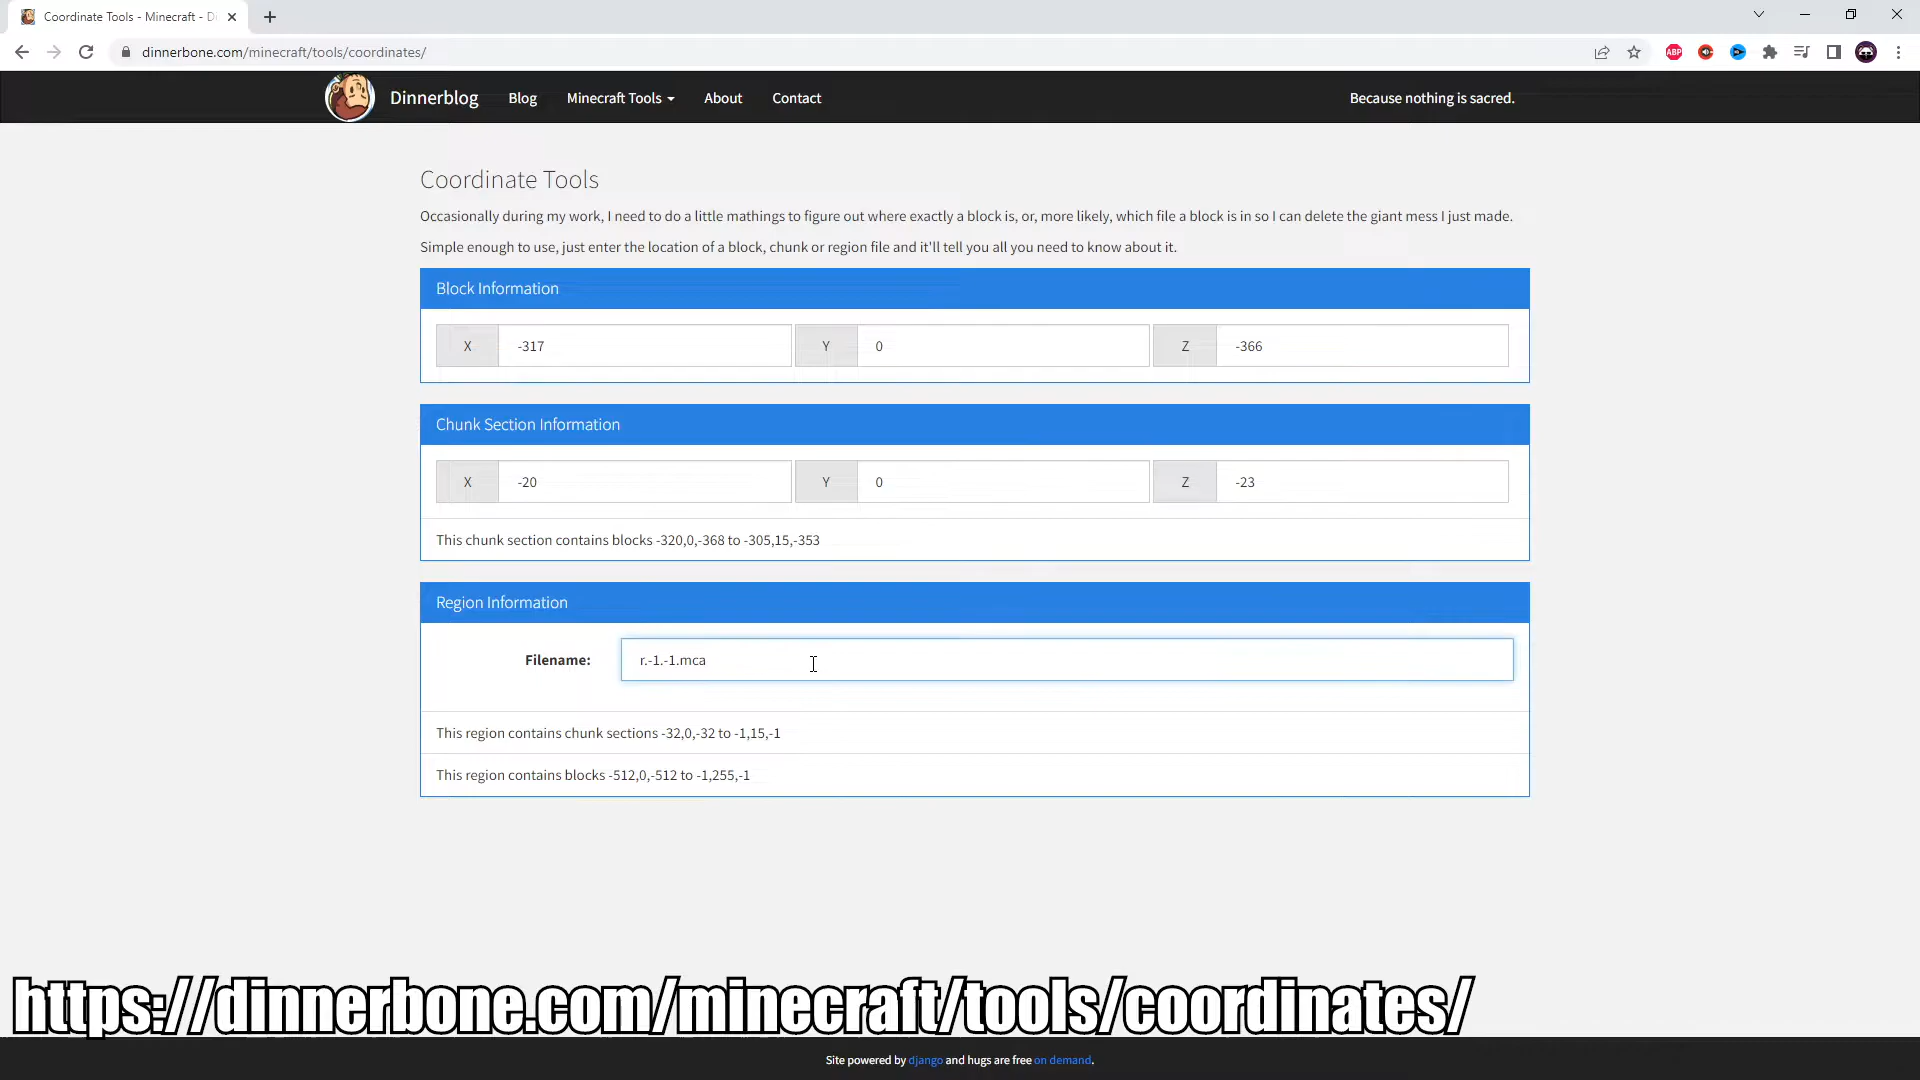 Coordinate Tools - Minecraft - Di
dinnerbone.com/minecraft/tools/coordinates/
ABP
Dinnerblog Blog Minecraft Tools About Contact Because nothing is sacred.
Coordinate Tools
Occasionally during my work, I need to do a little mathings to figure out where exactly a block is, or, more likely, which file a block is in so I can delete the giant mess I just made.
Simple enough to use, just enter the location of a block, chunk or region file and it'll tell you all you need to know about it.
Block Information
X -317 Y 0 Z -366
Chunk Section Information
X -20 Y 0 Z -23
This chunk section contains blocks -320,0,-368 to -305,15,-353
Region Information
Filename: r.-1.-1.mca
This region contains chunk sections -32,0,-32 to -1,15,-1
This region contains blocks -512,0,-512 to -1,255,-1
https://dinnerbone.com/minecraft/tools/coordinates/
Site powered by django and hugs are free on demand.